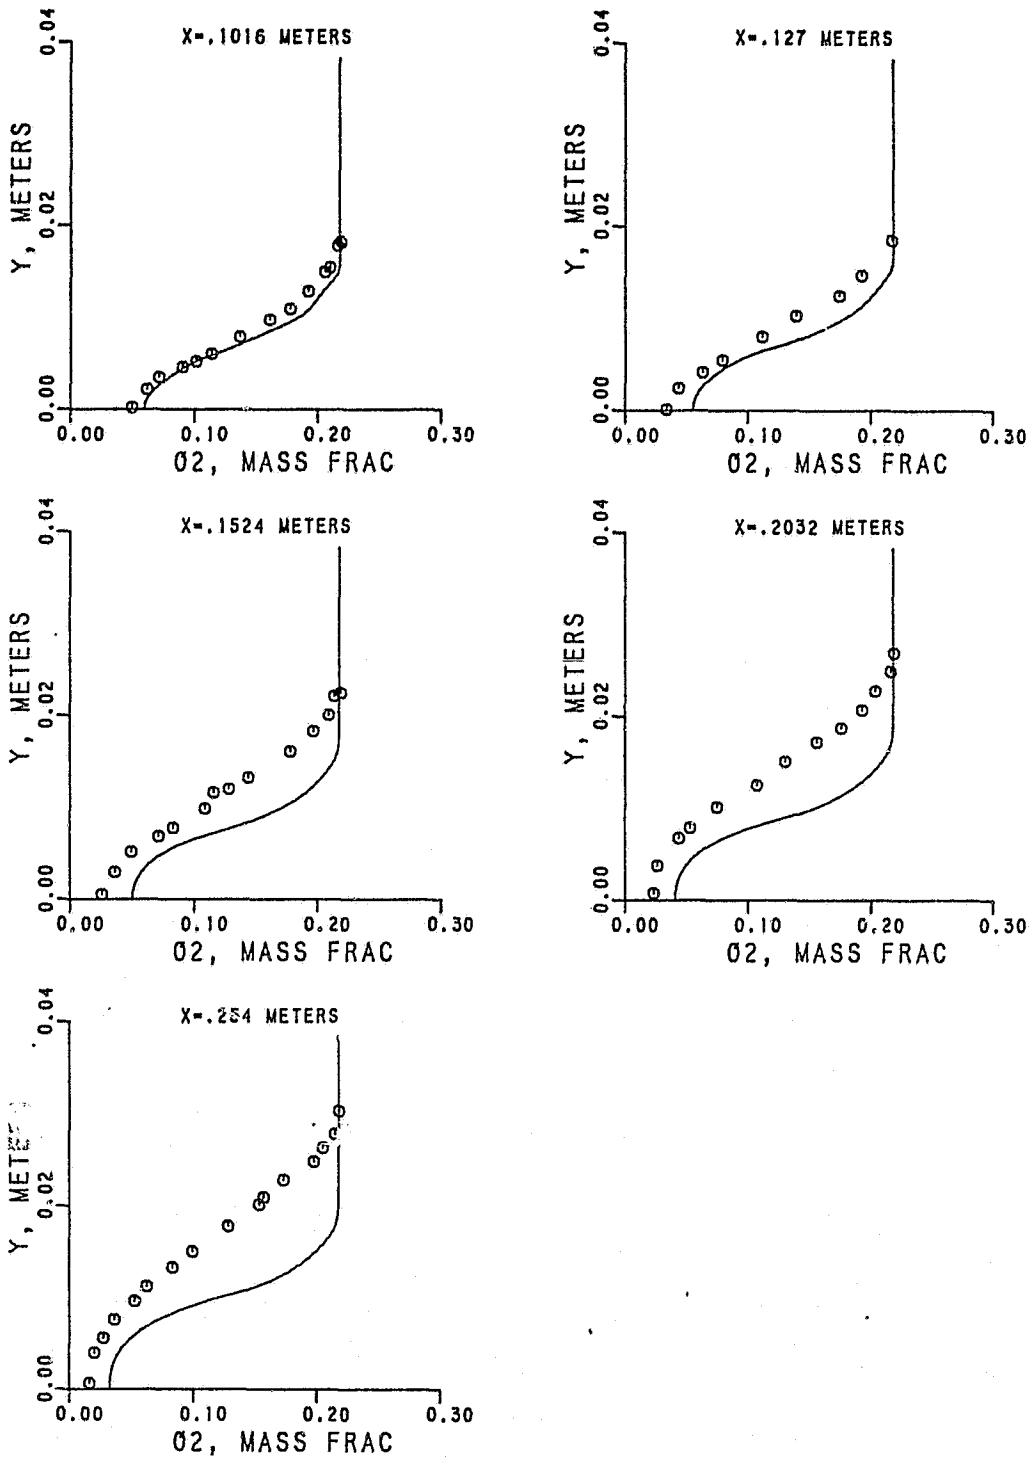 X=.1016 METERS
Y, METERS
0.04
0.02
0.00
0.00 0.10 0.20 0.30
O2, MASS FRAC
X=.127 METERS
Y, METERS
0.04
0.02
0.00
0.00 0.10 0.20 0.30
O2, MASS FRAC
X=.1524 METERS
Y, METERS
0.04
0.02
0.00
0.00 0.10 0.20 0.30
O2, MASS FRAC
X=.2032 METERS
Y, METERS
0.04
0.02
0.00
0.00 0.10 0.20 0.30
O2, MASS FRAC
X=.254 METERS
Y,
0.04
0.02
0.00
0.00 0.10 0.20 0.30
O2, MASS FRAC